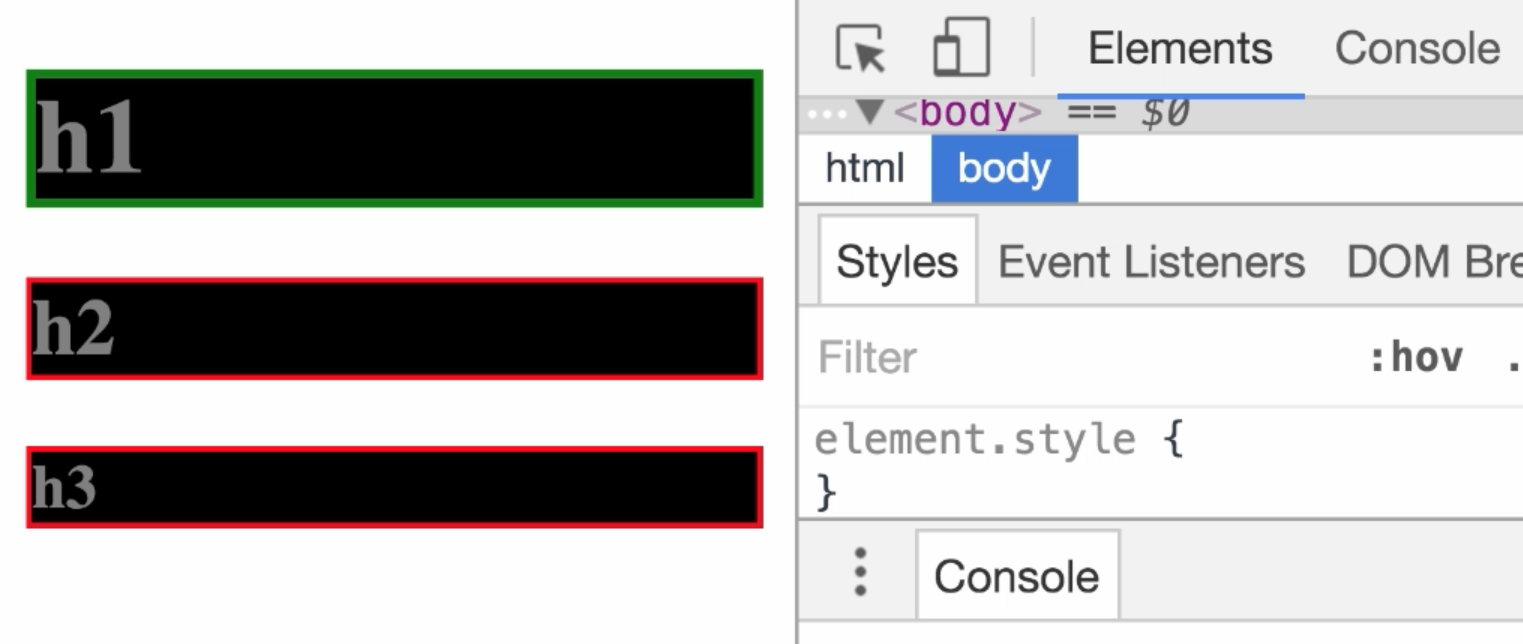 h1
h2
h3
Elements Console
… ▼ <body> == $0
html body
Styles Event Listeners DOM Bre
Filter :hov .
element.style {
}
Console